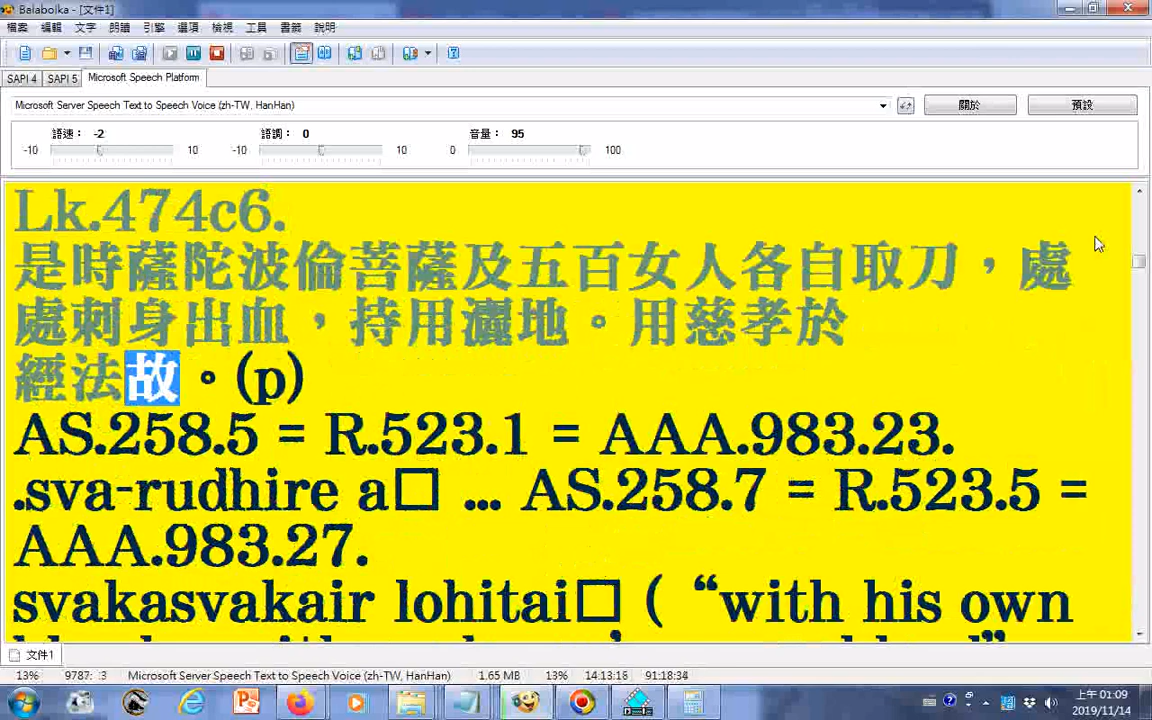 Balabolka - [文件1]
檔案 編輯 文字 朗讀 引擎 選項 檢視 工具 書籤 說明
SAPI 4 SAPI 5 Microsoft Speech Platform
Microsoft Server Speech Text to Speech Voice (zh-TW, HanHan) 關於 預設
語速： -2 語調： 0 音量： 95
-10 10 -10 10 0 100
Lk.474c6.
是時薩陀波倫菩薩及五百女人各自取刀，處
處刺身出血，持用灑地。用慈孝於
經法故。(p)
AS.258.5 = R.523.1 = AAA.983.23.
.sva-rudhire a□ ... AS.258.7 = R.523.5 =
AAA.983.27.
svakasvakair lohitai□ ( “with his own
文件1
13% 9787: :3 Microsoft Server Speech Text to Speech Voice (zh-TW, HanHan) 1.65 MB 13% 14:13:18 91:18:34
上午 01:09
2019/11/14